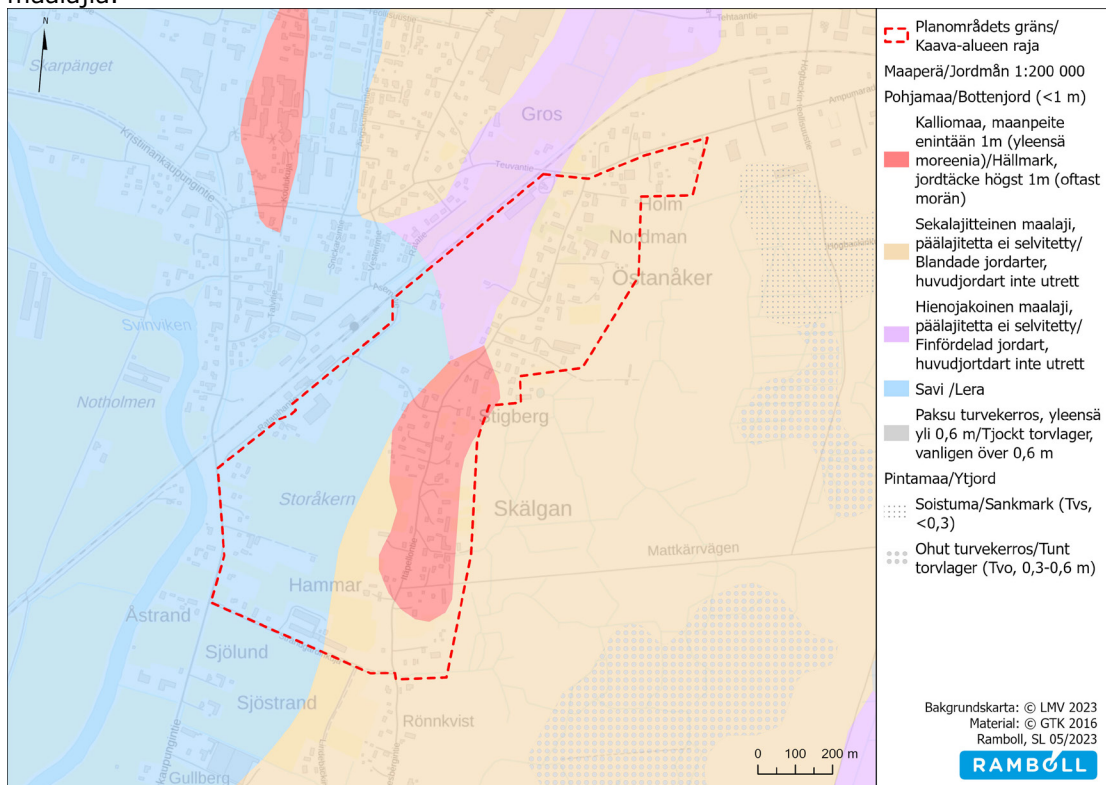 maalajia.
N
Skarpänget
Kristiinankaupungintie
Gros
Teuvantie
Holm
Nordman
Östanåker
Svinviken
Notholmen
Stigberg
Storåkern
Skälgan
Mattkärrvägen
Hammar
Åstrand
Sjölund
Sjöstrand
Rönnkvist
Gullberg
0 100 200 m
Planområdets gräns/
Kaava-alueen raja
Maaperä/Jordmån 1:200 000
Pohjamaa/Bottenjord (<1 m)
Kalliomaa, maanpeite
enintään 1m (yleensä
moreenia)/Hällmark,
jordtäcke högst 1m (oftast
morän)
Sekalajitteinen maalaji,
päälajitetta ei selvitetty/
Blandade jordarter,
huvudjordart inte utrett
Hienojakoinen maalaji,
päälajitetta ei selvitetty/
Finfördelad jordart,
huvudjortdart inte utrett
Savi /Lera
Paksu turvekerros, yleensä
yli 0,6 m/Tjockt torvlager,
vanligen över 0,6 m
Pintamaa/Ytjord
Soistuma/Sankmark (Tvs,
<0,3)
Ohut turvekerros/Tunt
torvlager (Tvo, 0,3-0,6 m)
Bakgrundskarta: © LMV 2023
Material: © GTK 2016
Ramboll, SL 05/2023
RAMBOLL